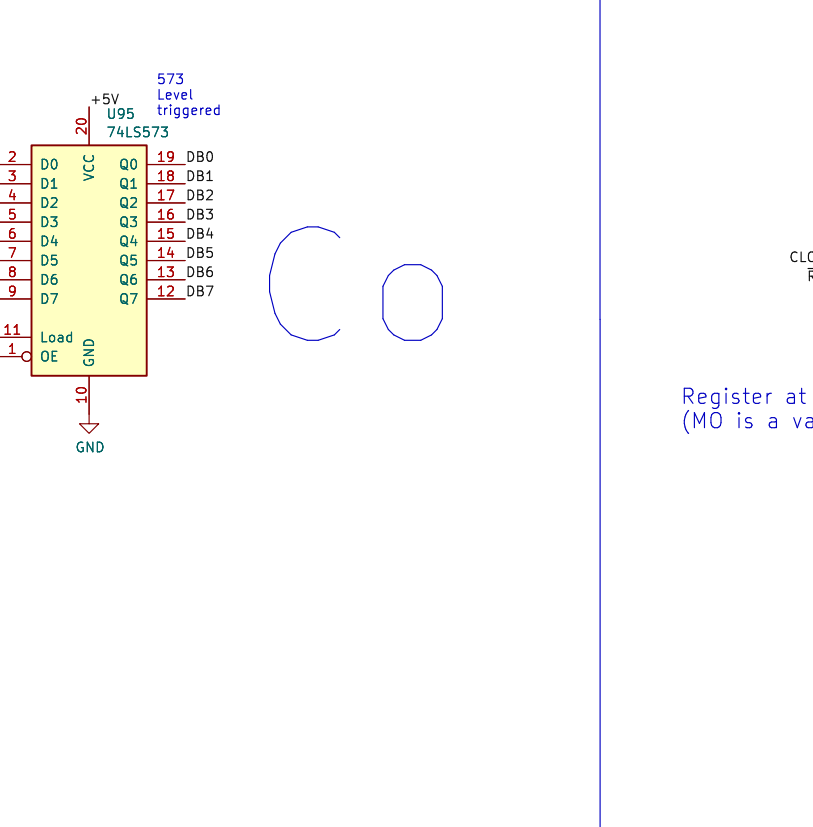 573
Level
triggered
+5V
U95
74LS573
20
VCC
2 D0 Q0 19 DB0
3 D1 Q1 18 DB1
4 D2 Q2 17 DB2
5 D3 Q3 16 DB3
6 D4 Q4 15 DB4
7 D5 Q5 14 DB5
8 D6 Q6 13 DB6
9 D7 Q7 12 DB7
11 Load
1 OE
GND
10
GND
Co
CLO
R
Register at
(MO is a va